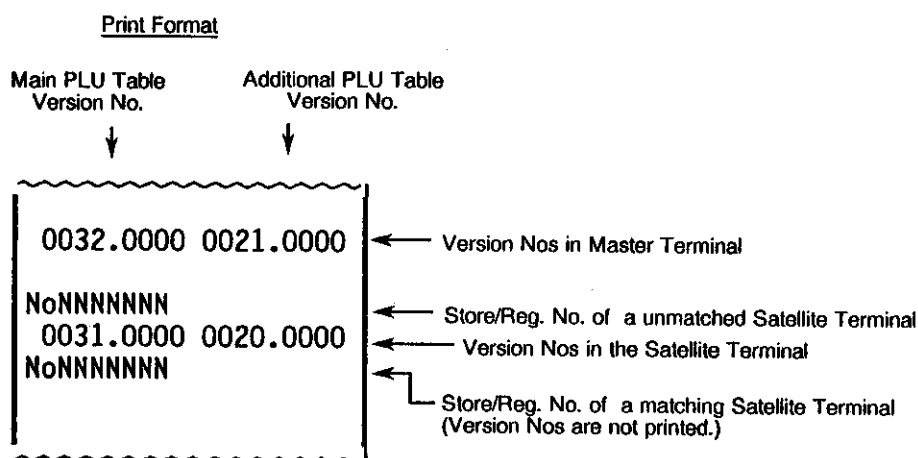 Print Format
Main PLU Table
Version No.
Additional PLU Table
Version No.
0032.0000 0021.0000
Version Nos in Master Terminal
NoNNNNNNN
Store/Reg. No. of a unmatched Satellite Terminal
0031.0000 0020.0000
Version Nos in the Satellite Terminal
NoNNNNNNN
Store/Reg. No. of a matching Satellite Terminal
(Version Nos are not printed.)